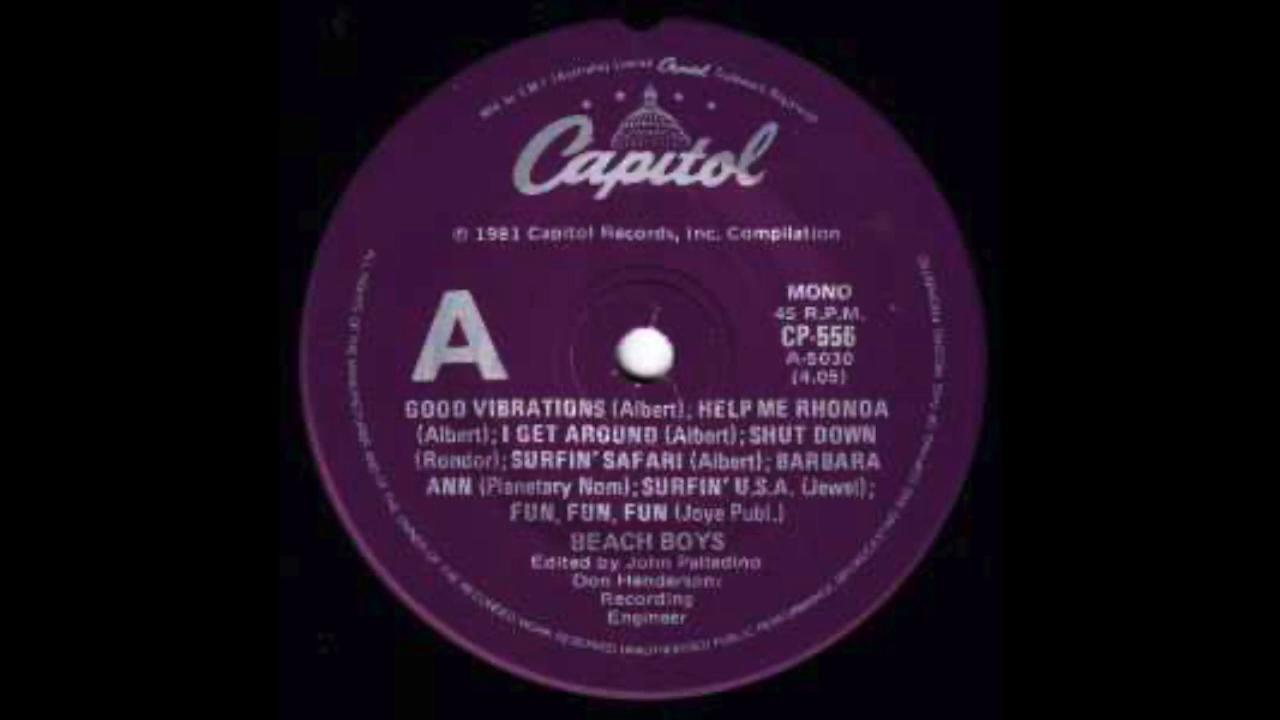 Capitol
℗ 1981 Capitol Records, Inc. Compilation
A
MONO
45 R.P.M.
CP-556
A-5030
(4.05)
GOOD VIBRATIONS (Albert); HELP ME RHONDA
(Albert); I GET AROUND (Albert); SHUT DOWN
(Rondor); SURFIN' SAFARI (Albert); BARBARA
ANN (Planetary Nom); SURFIN' U.S.A. (Jewel);
FUN, FUN, FUN (Joye Publ.)
BEACH BOYS
Edited by John Palladino
Don Henderson:
Recording
Engineer